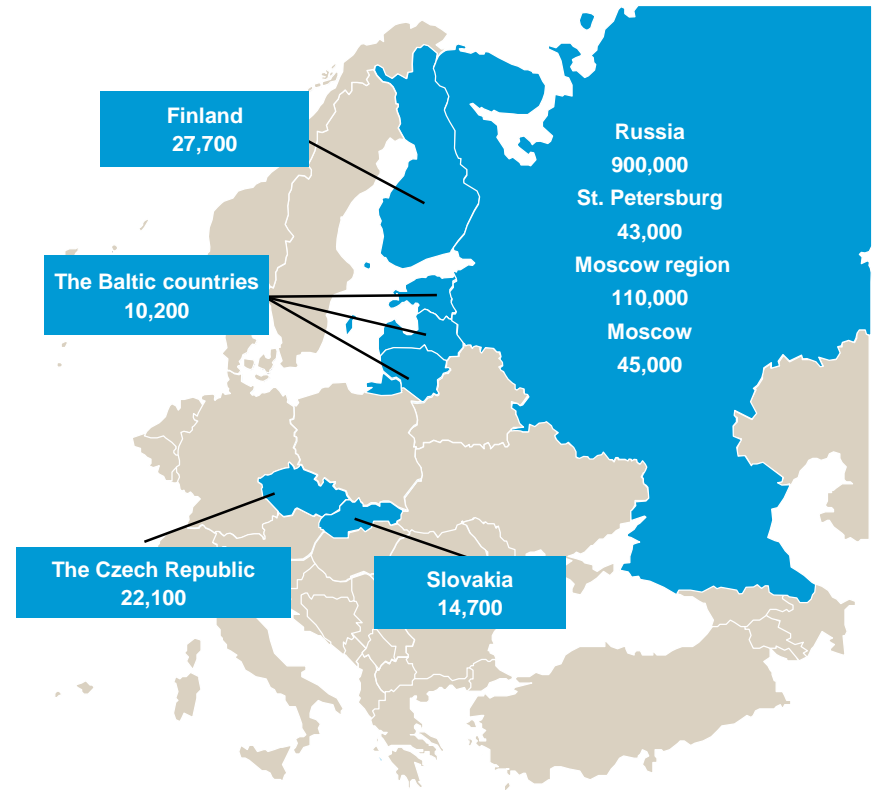 Finland
27,700
Russia
900,000
St. Petersburg
43,000
Moscow region
110,000
Moscow
45,000
The Baltic countries
10,200
The Czech Republic
22,100
Slovakia
14,700